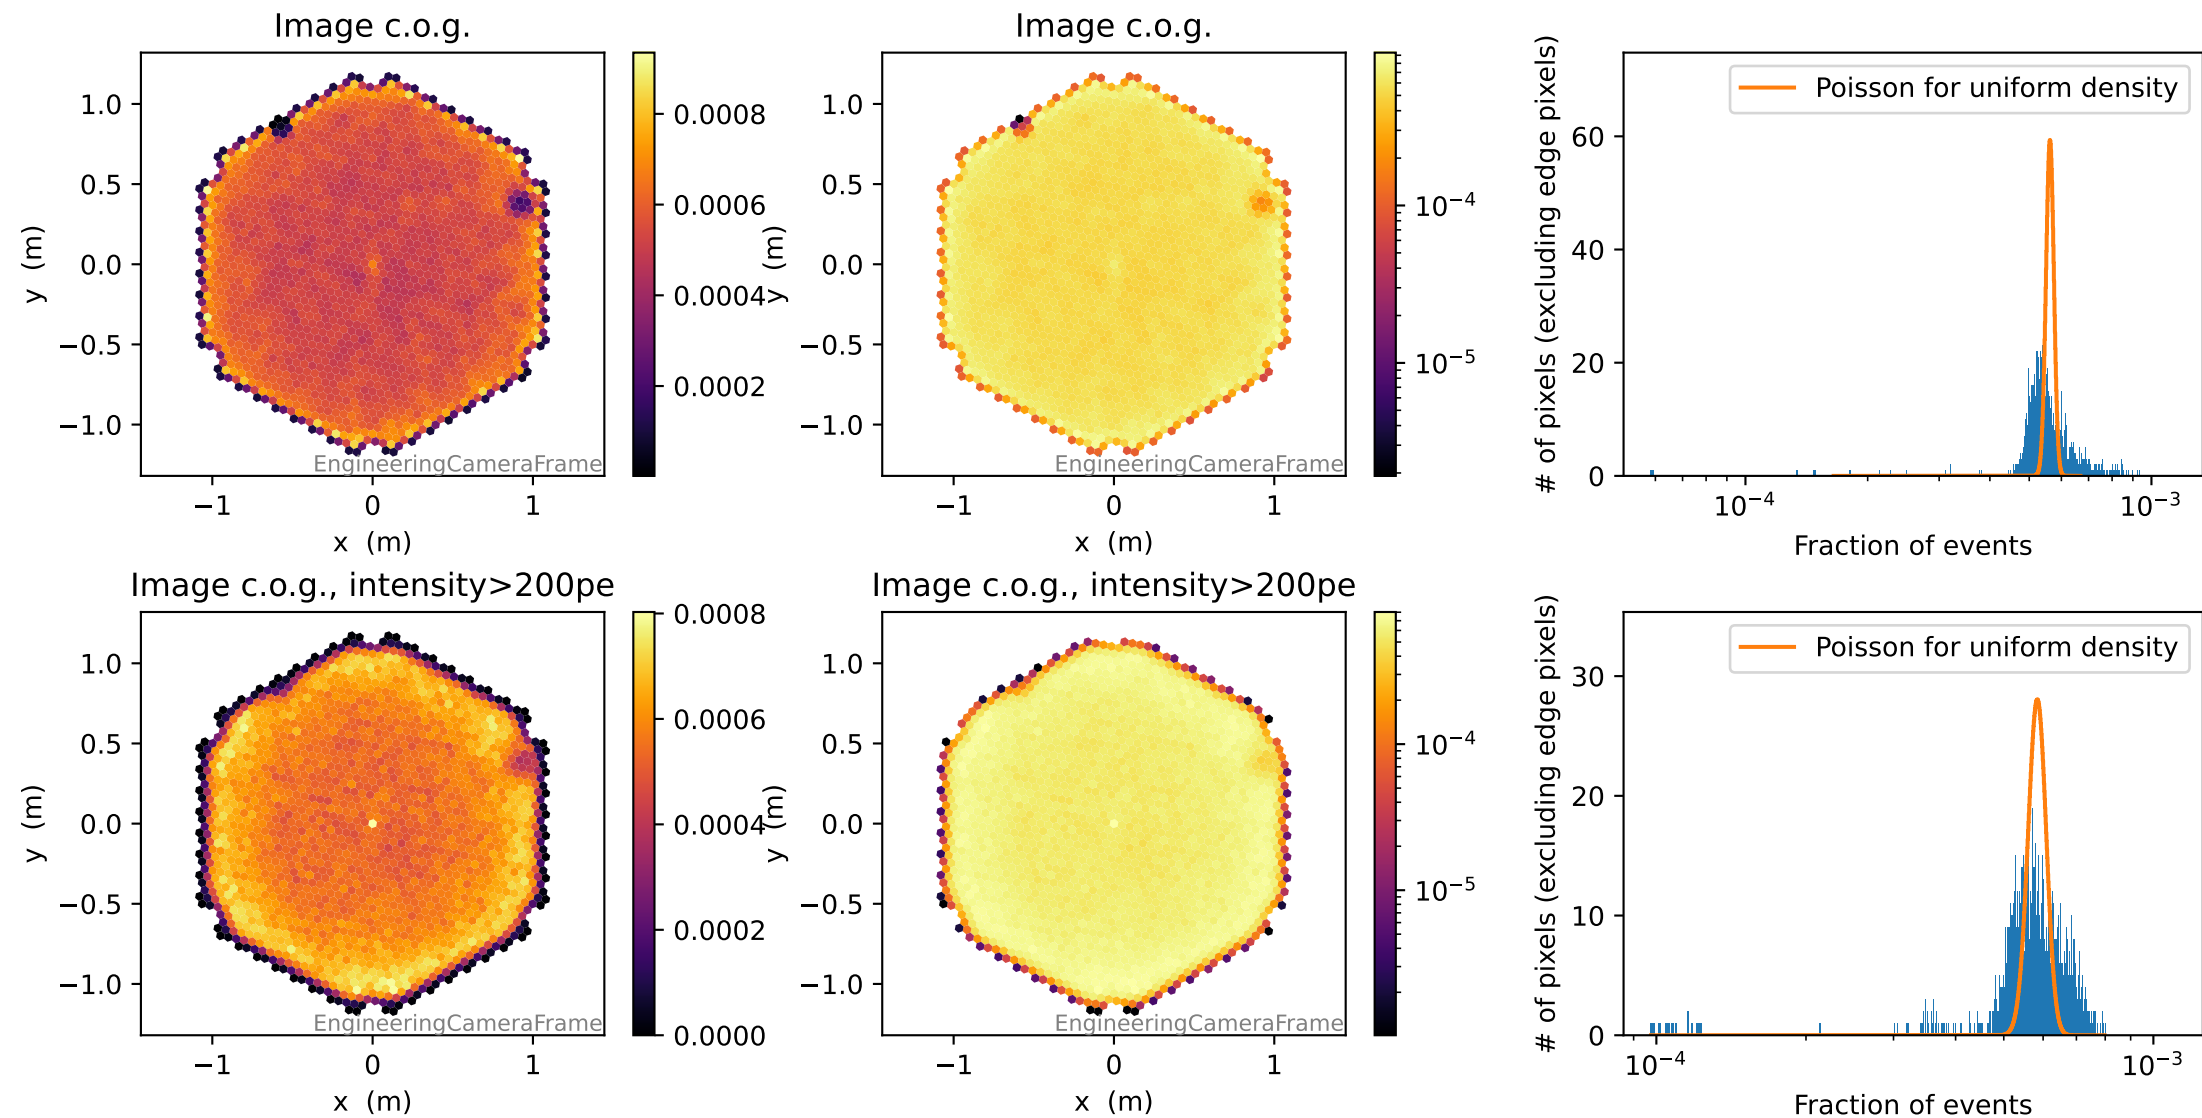 Image c.o.g.
1.0
0.5
0.0
−0.5
−1.0
y (m)
−1
0
1
x (m)
EngineeringCameraFrame
0.0008
0.0006
0.0004
0.0002
Image c.o.g.
1.0
0.5
0.0
−0.5
−1.0
y (m)
−1
0
1
x (m)
EngineeringCameraFrame
10⁻⁴
10⁻⁵
# of pixels (excluding edge pixels)
60
40
20
0
Poisson for uniform density
10⁻⁴
10⁻³
Fraction of events
Image c.o.g., intensity>200pe
1.0
0.5
0.0
−0.5
−1.0
y (m)
−1
0
1
x (m)
EngineeringCameraFrame
0.0008
0.0006
0.0004
0.0002
0.0000
Image c.o.g., intensity>200pe
1.0
0.5
0.0
−0.5
−1.0
y (m)
−1
0
1
x (m)
EngineeringCameraFrame
10⁻⁴
10⁻⁵
# of pixels (excluding edge pixels)
30
20
10
0
Poisson for uniform density
10⁻⁴
10⁻³
Fraction of events